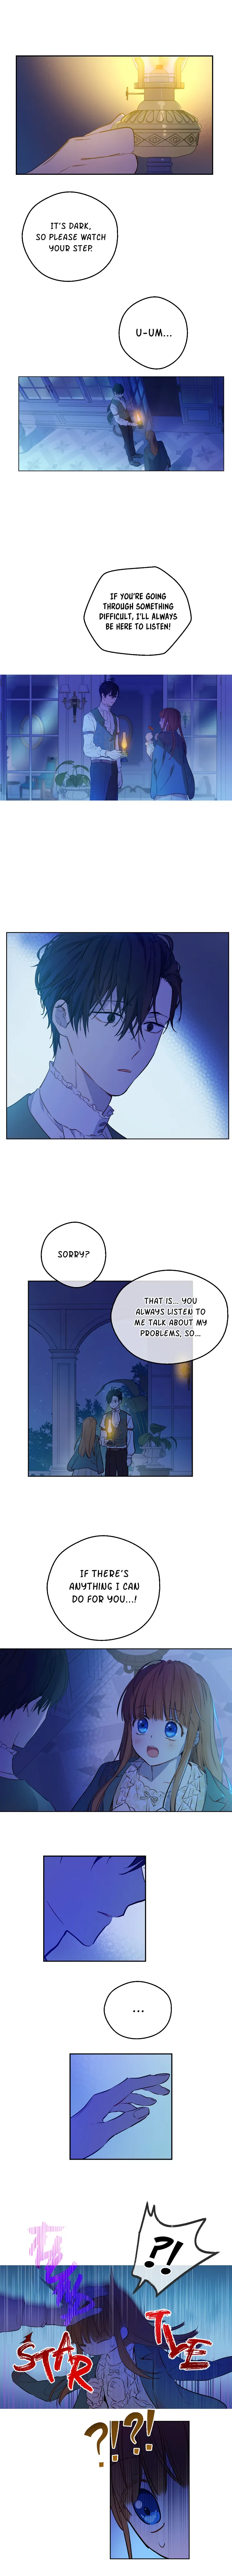 IT'S DARK,
SO PLEASE WATCH
YOUR STEP.
U-UM...
IF YOU'RE GOING
THROUGH SOMETHING
DIFFICULT, I'LL ALWAYS
BE HERE TO LISTEN!
SORRY?
THAT IS... YOU
ALWAYS LISTEN TO
ME TALK ABOUT MY
PROBLEMS, SO...
IF THERE'S
ANYTHING I CAN
DO FOR YOU...!
...
?!
STAR TLE
?!?!